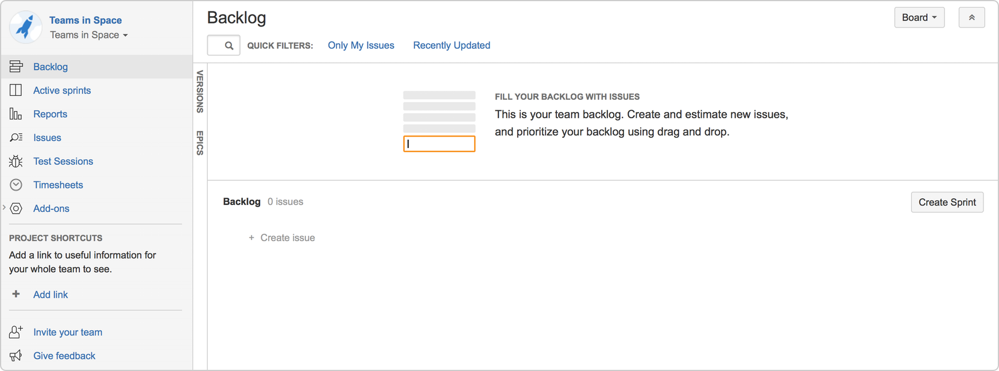 Teams in Space
Teams in Space
Backlog
Active sprints
Reports
Issues
Test Sessions
Timesheets
Add-ons
PROJECT SHORTCUTS
Add a link to useful information for
your whole team to see.
Add link
Invite your team
Give feedback
Backlog
Board
QUICK FILTERS: Only My Issues Recently Updated
VERSIONS
EPICS
FILL YOUR BACKLOG WITH ISSUES
This is your team backlog. Create and estimate new issues,
and prioritize your backlog using drag and drop.
Backlog 0 issues
Create Sprint
+ Create issue